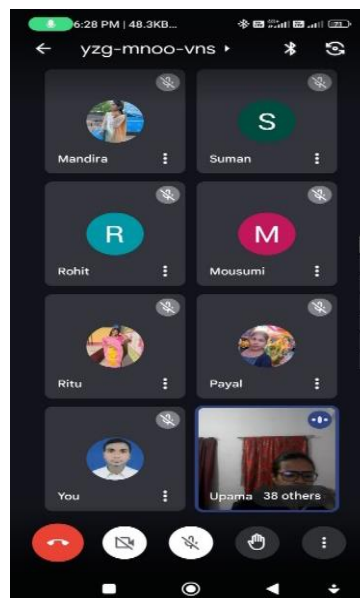 6:28 PM | 48.3KB...
yzg-mnoo-vns
S
Mandira Suman
R M
Rohit Mousumi
Ritu Payal
You Upama 38 others